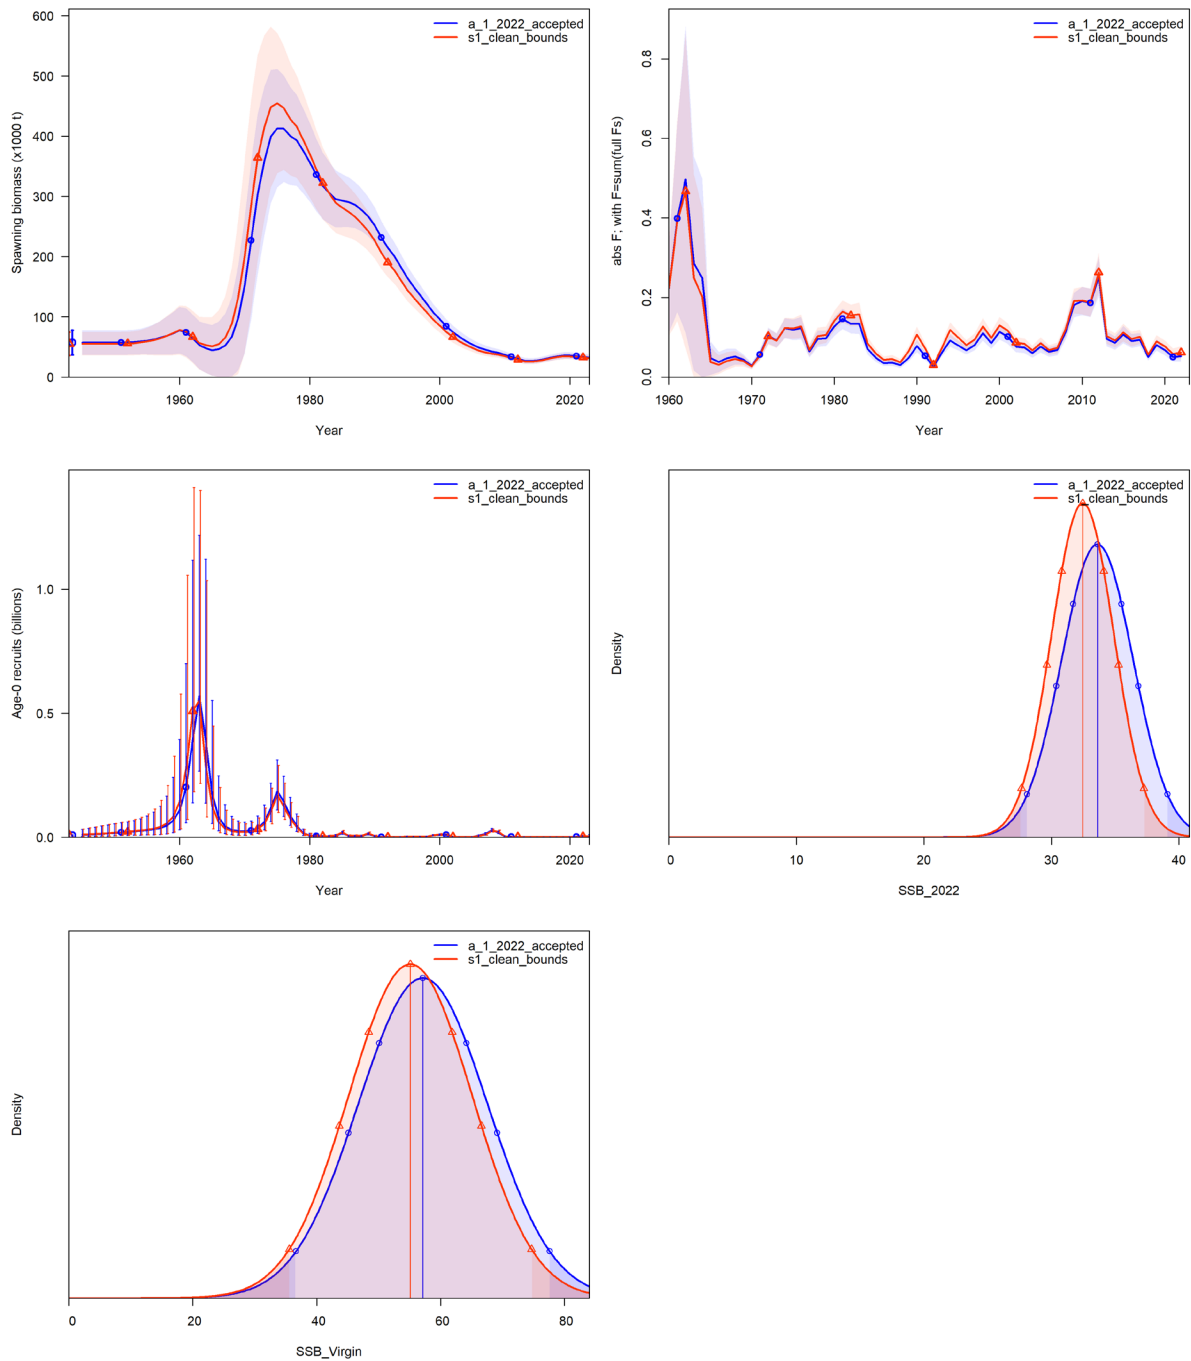 a_1_2022_accepted
s1_clean_bounds
Spawning biomass (x1000 t)
600
500
400
300
200
100
0
1960 1980 2000 2020
Year
a_1_2022_accepted
s1_clean_bounds
abs F; with F=sum(full Fs)
0.8
0.6
0.4
0.2
0.0
1960 1970 1980 1990 2000 2010 2020
Year
a_1_2022_accepted
s1_clean_bounds
Age-0 recruits (billions)
1.0
0.5
0.0
1960 1980 2000 2020
Year
a_1_2022_accepted
s1_clean_bounds
Density
0 10 20 30 40
SSB_2022
a_1_2022_accepted
s1_clean_bounds
Density
0 20 40 60 80
SSB_Virgin